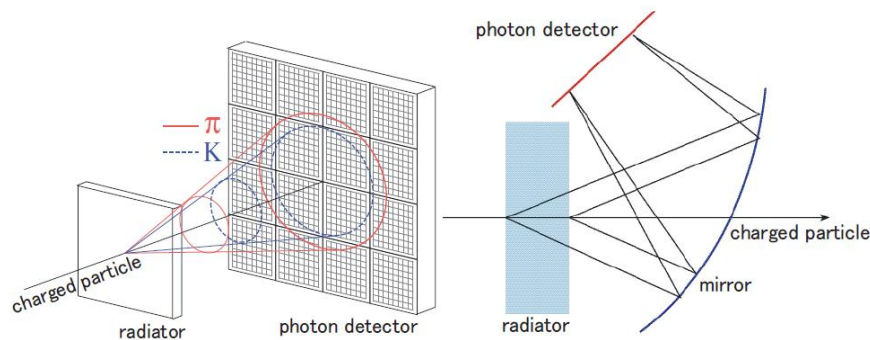 π
K
charged particle
radiator
photon detector
photon detector
charged particle
mirror
radiator